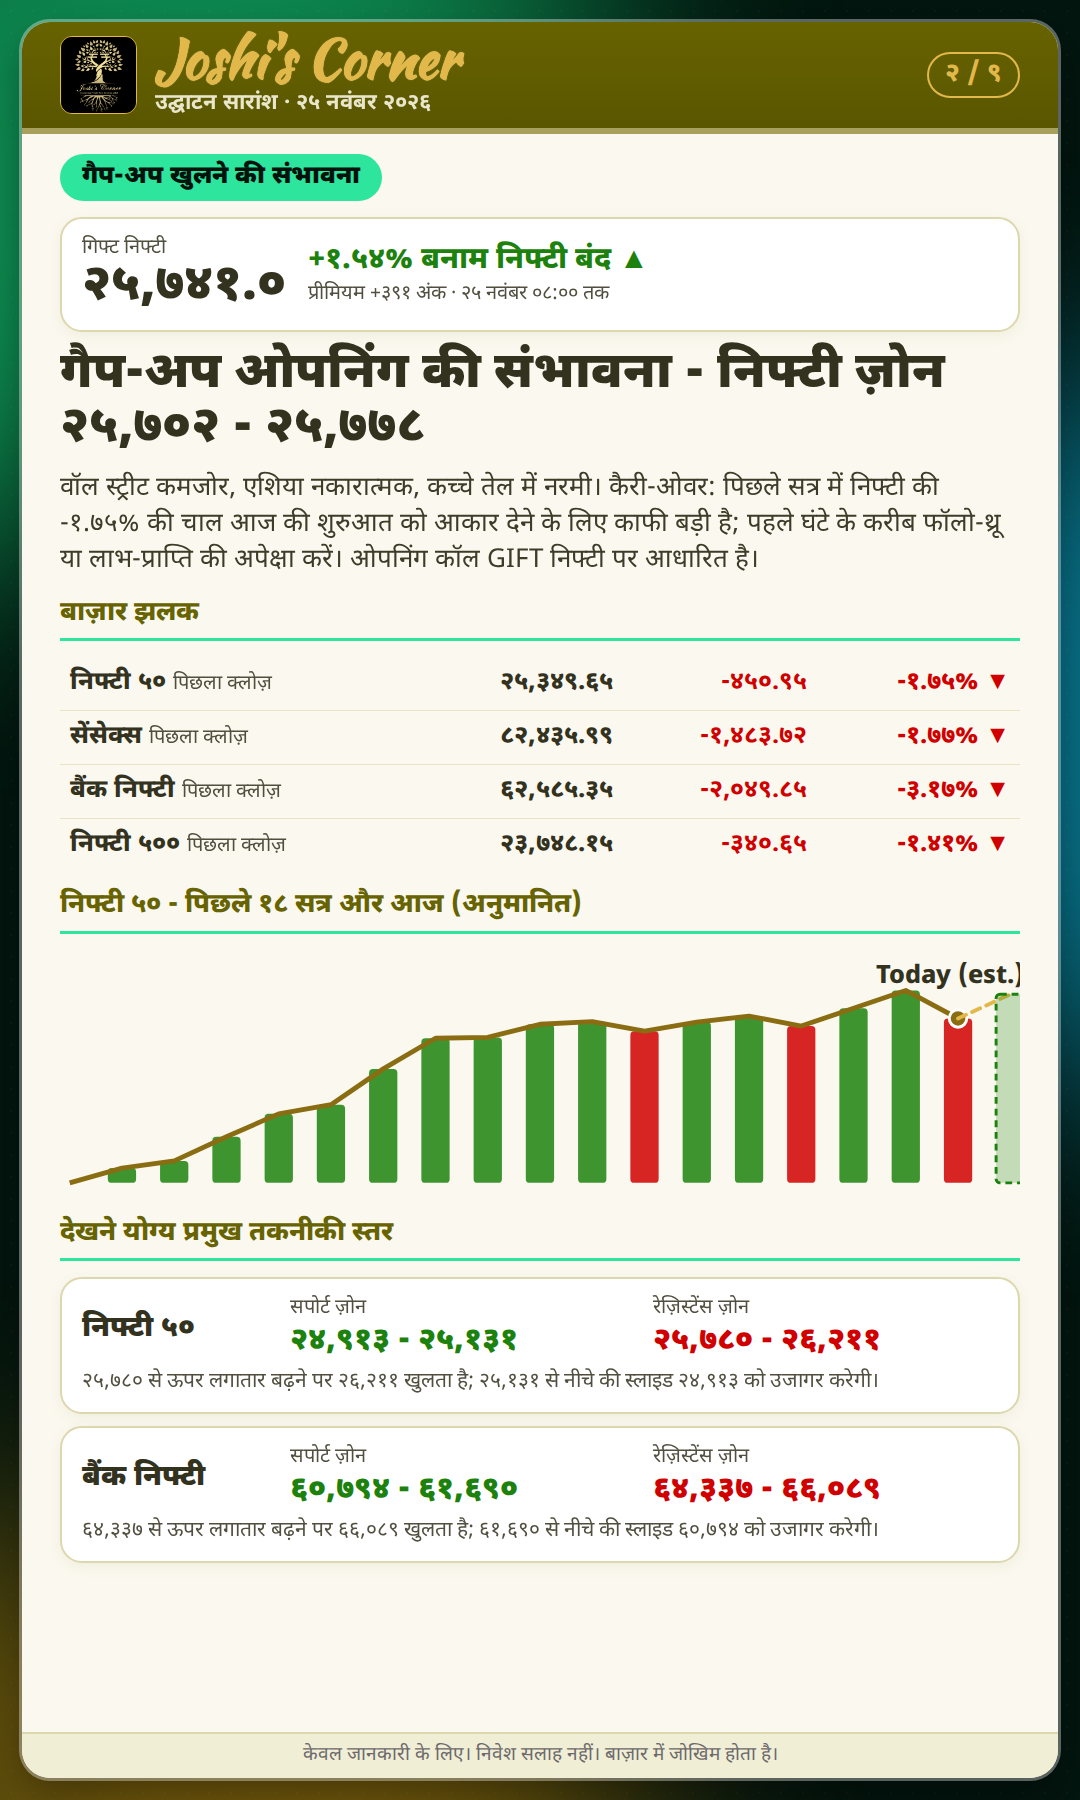 Joshi's Corner
Joshi's Corner
उद्घाटन सारांश · २५ नवंबर २०२६
२ / ९
गैप-अप खुलने की संभावना
गिफ्ट निफ्टी
२५,७४१.०
+१.५४% बनाम निफ्टी बंद ▲
प्रीमियम +३९१ अंक · २५ नवंबर ०८:०० तक
गैप-अप ओपनिंग की संभावना - निफ्टी ज़ोन
२५,७०२ - २५,७७८
वॉल स्ट्रीट कमजोर, एशिया नकारात्मक, कच्चे तेल में नरमी। कैरी-ओवर: पिछले सत्र में निफ्टी की
-१.७५% की चाल आज की शुरुआत को आकार देने के लिए काफी बड़ी है; पहले घंटे के करीब फॉलो-थ्रू
या लाभ-प्राप्ति की अपेक्षा करें। ओपनिंग कॉल GIFT निफ्टी पर आधारित है।
बाज़ार झलक
निफ्टी ५० पिछला क्लोज़ २५,३४९.६५ -४५०.९५ -१.७५% ▼
सेंसेक्स पिछला क्लोज़ ८२,४३५.९९ -१,४८३.७२ -१.७७% ▼
बैंक निफ्टी पिछला क्लोज़ ६२,५८५.३५ -२,०४९.८५ -३.१७% ▼
निफ्टी ५०० पिछला क्लोज़ २३,७४८.१५ -३४०.६५ -१.४१% ▼
निफ्टी ५० - पिछले १८ सत्र और आज (अनुमानित)
Today (est.)
देखने योग्य प्रमुख तकनीकी स्तर
निफ्टी ५०
सपोर्ट ज़ोन
२४,९१३ - २५,१३१
रेज़िस्टेंस ज़ोन
२५,७८० - २६,२११
२५,७८० से ऊपर लगातार बढ़ने पर २६,२११ खुलता है; २५,१३१ से नीचे की स्लाइड २४,९१३ को उजागर करेगी।
बैंक निफ्टी
सपोर्ट ज़ोन
६०,७९४ - ६१,६९०
रेज़िस्टेंस ज़ोन
६४,३३७ - ६६,०८९
६४,३३७ से ऊपर लगातार बढ़ने पर ६६,०८९ खुलता है; ६१,६९० से नीचे की स्लाइड ६०,७९४ को उजागर करेगी।
केवल जानकारी के लिए। निवेश सलाह नहीं। बाज़ार में जोखिम होता है।